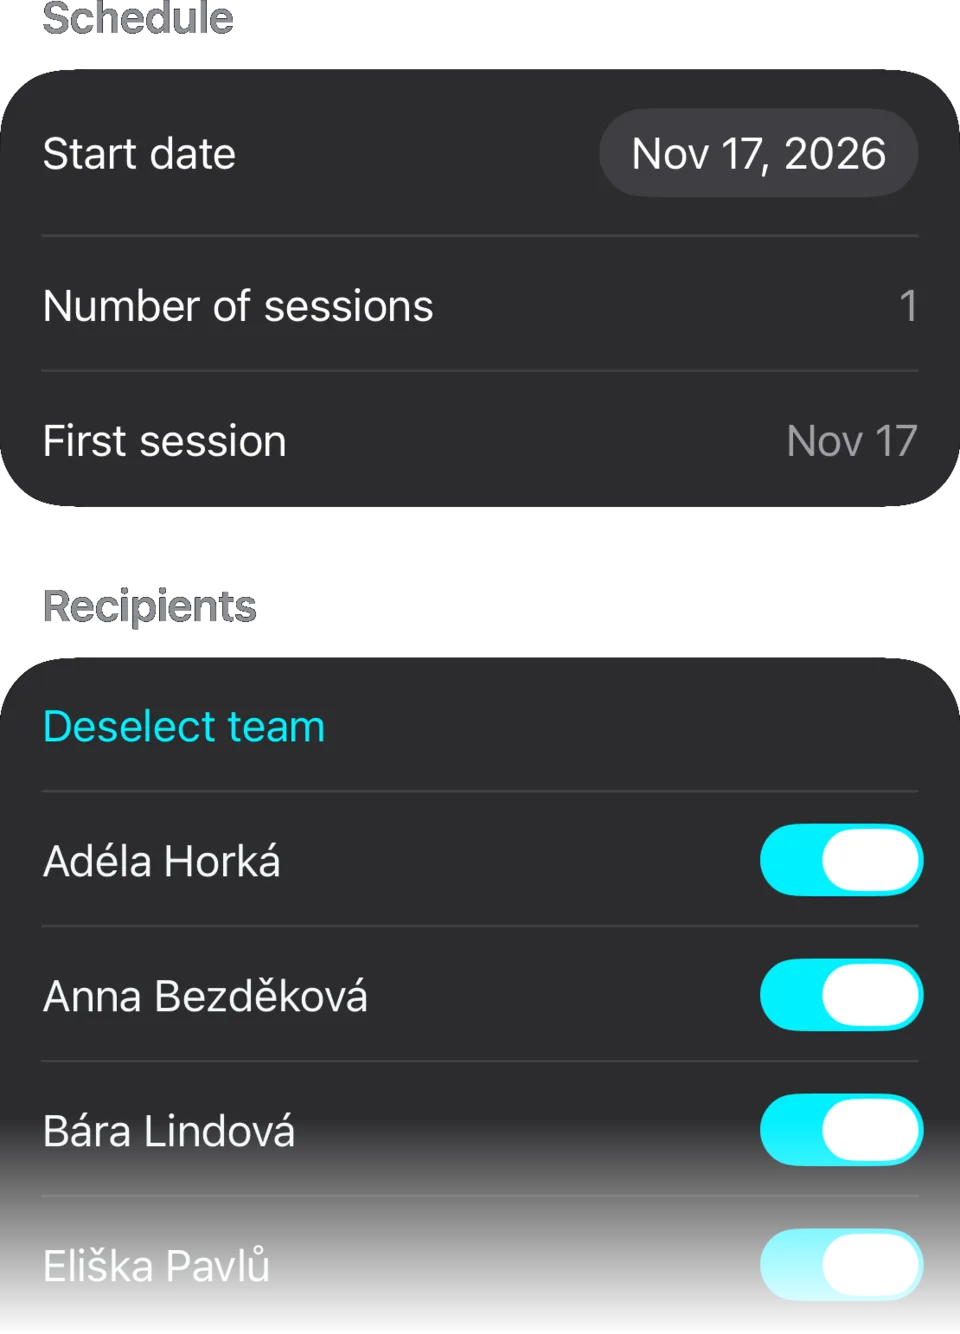 Schedule
Start date Nov 17, 2026
Number of sessions 1
First session Nov 17
Recipients
Deselect team
Adéla Horká
Anna Bezděková
Bára Lindová
Eliška Pavlů